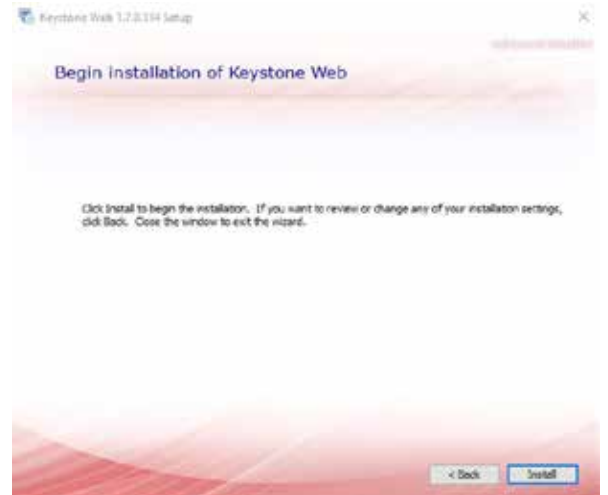 Keystone Web 1.7.0.334 Setup
Begin installation of Keystone Web
Click Install to begin the installation. If you want to review or change any of your installation settings,
click Back. Close the window to exit the wizard.
< Back Install